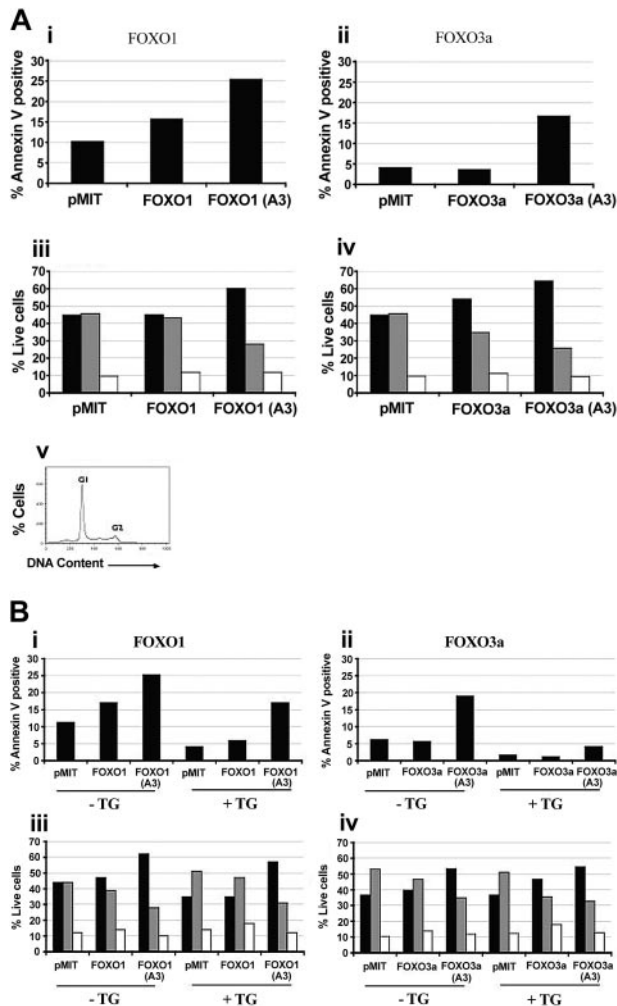 A
i
FOXO1
% Annexin V positive
30
25
20
15
10
5
0
pMIT FOXO1 FOXO1 (A3)
ii
FOXO3a
% Annexin V positive
30
25
20
15
10
5
0
pMIT FOXO3a FOXO3a (A3)
iii
% Live cells
70
60
50
40
30
20
10
0
pMIT FOXO1 FOXO1 (A3)
iv
% Live cells
70
60
50
40
30
20
10
0
pMIT FOXO3a FOXO3a (A3)
v
% Cells
G1
G2
DNA Content
B
i
FOXO1
% Annexin V positive
30
25
20
15
10
5
0
pMIT FOXO1 FOXO1 (A3) pMIT FOXO1 FOXO1 (A3)
- TG + TG
ii
FOXO3a
% Annexin V positive
30
25
20
15
10
5
0
pMIT FOXO3a FOXO3a (A3) pMIT FOXO3a FOXO3a (A3)
- TG + TG
iii
% Live cells
70
60
50
40
30
20
10
0
pMIT FOXO1 FOXO1 (A3) pMIT FOXO1 FOXO1 (A3)
- TG + TG
iv
% Live cells
70
60
50
40
30
20
10
0
pMIT FOXO3a FOXO3a (A3) pMIT FOXO3a FOXO3a (A3)
- TG + TG